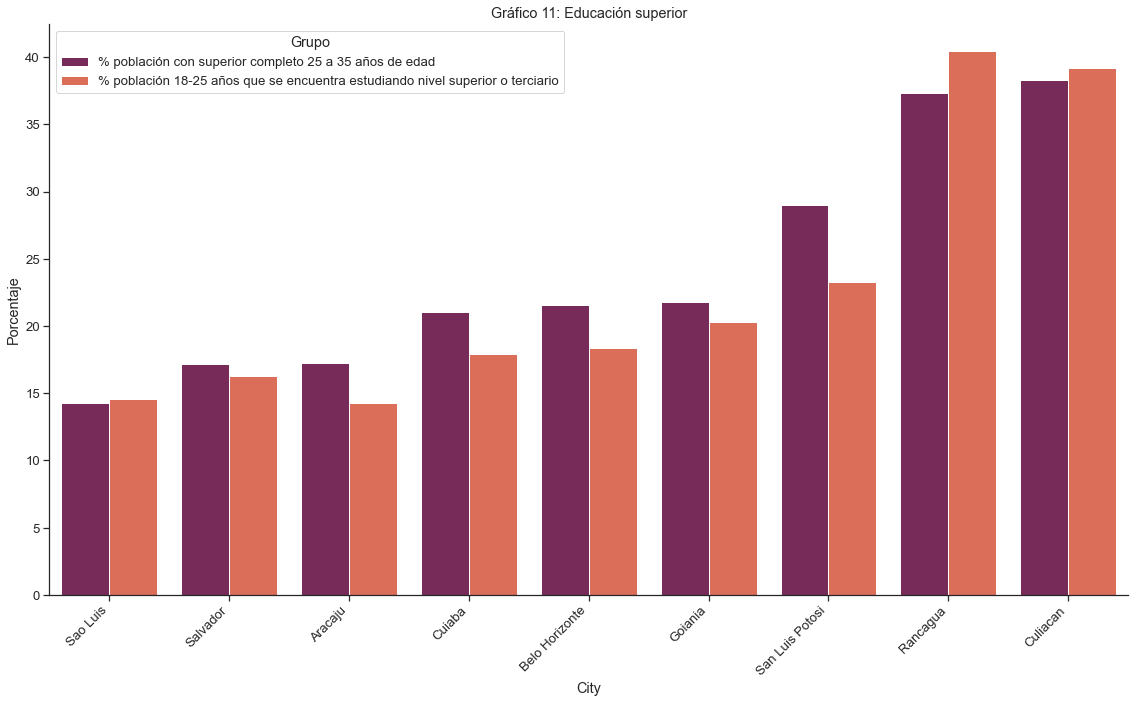 Gráfico 11: Educación superior
Grupo
% población con superior completo 25 a 35 años de edad
% población 18-25 años que se encuentra estudiando nivel superior o terciario
Porcentaje
40
35
30
25
20
15
10
5
0
Sao Luis
Salvador
Aracaju
Cuiaba
Belo Horizonte
Goiania
San Luis Potosi
Rancagua
Culiacan
City